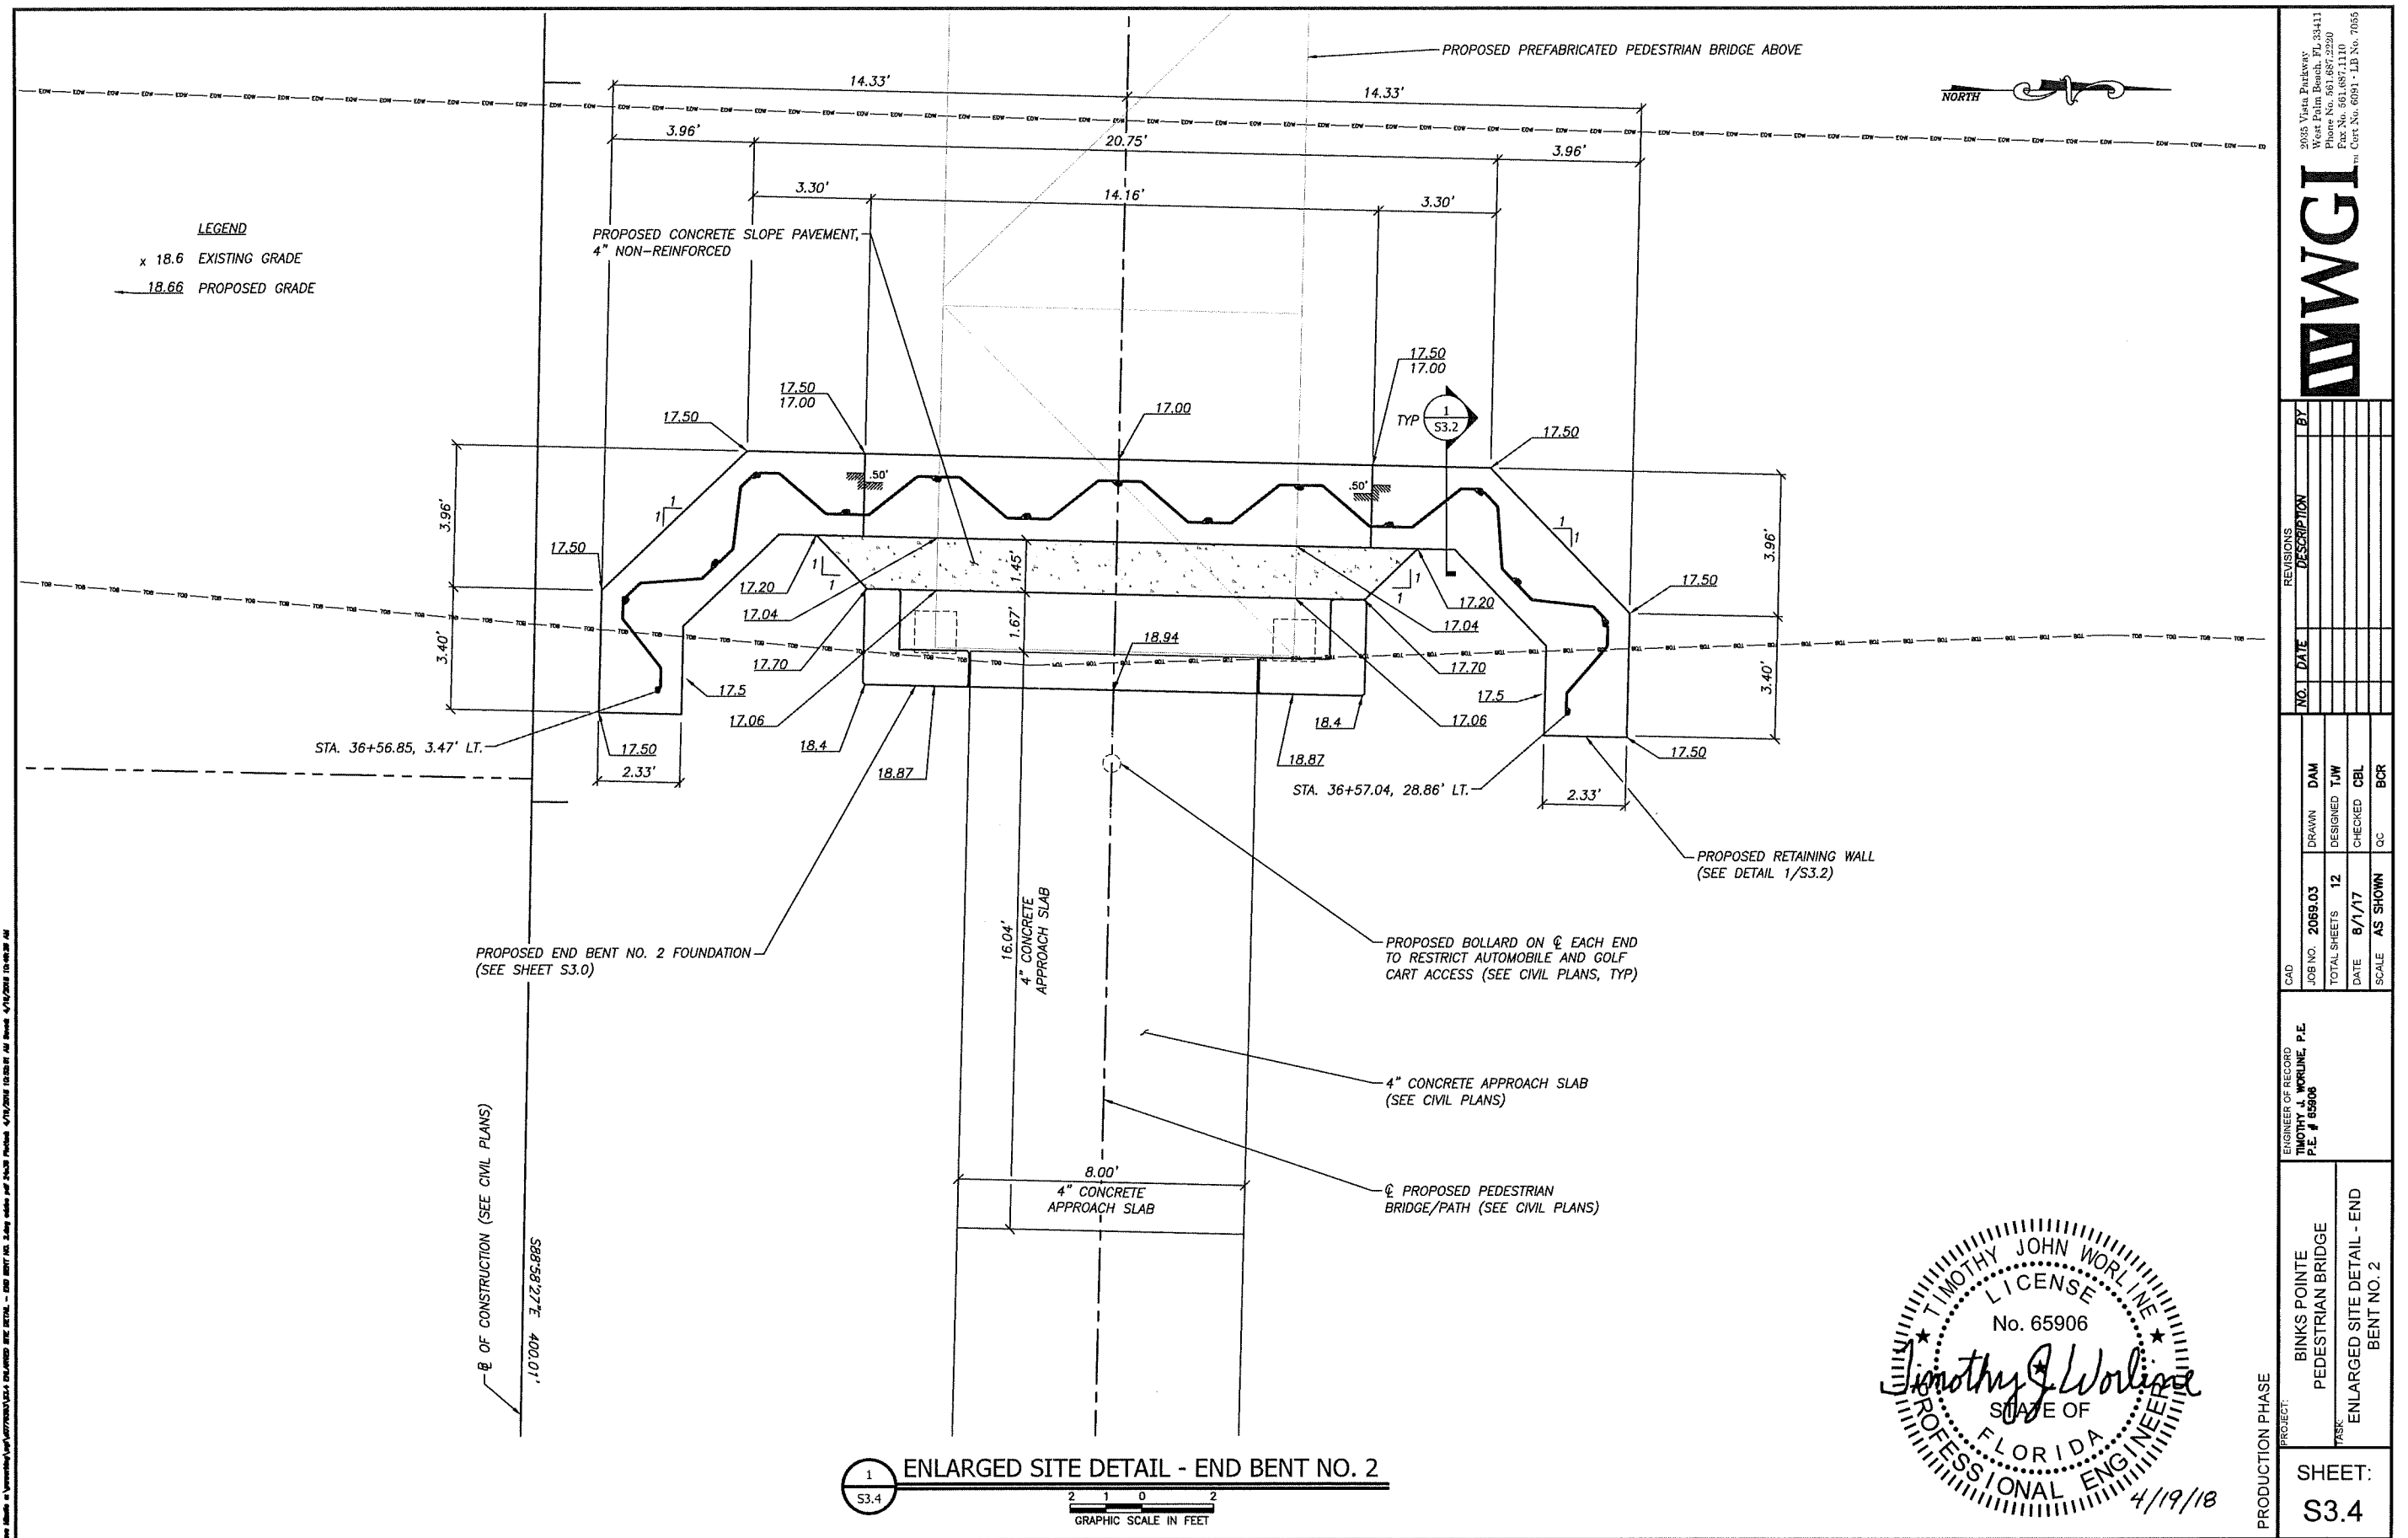 PROPOSED PREFABRICATED PEDESTRIAN BRIDGE ABOVE
NORTH
14.33'
14.33'
3.96'
20.75'
3.96'
3.30'
14.16'
3.30'
LEGEND
x 18.6 EXISTING GRADE
18.66 PROPOSED GRADE
PROPOSED CONCRETE SLOPE PAVEMENT,
4" NON-REINFORCED
17.50
17.00
17.50
17.00
17.50
17.00
TYP
1
S3.2
17.50
.50'
.50'
1
1
1
1
3.96'
3.96'
17.50
17.50
1.45'
1
1
1
1
17.20
17.20
17.04
17.04
1.67'
18.94
17.70
17.70
3.40'
3.40'
17.5
17.5
17.06
17.06
18.4
18.4
STA. 36+56.85, 3.47' LT.
17.50
17.50
2.33'
18.87
18.87
STA. 36+57.04, 28.86' LT.
2.33'
PROPOSED RETAINING WALL
(SEE DETAIL 1/S3.2)
16.04'
4" CONCRETE
APPROACH SLAB
PROPOSED END BENT NO. 2 FOUNDATION
(SEE SHEET S3.0)
PROPOSED BOLLARD ON ℄ EACH END
TO RESTRICT AUTOMOBILE AND GOLF
CART ACCESS (SEE CIVIL PLANS, TYP)
4" CONCRETE APPROACH SLAB
(SEE CIVIL PLANS)
8.00'
4" CONCRETE
APPROACH SLAB
℄ PROPOSED PEDESTRIAN
BRIDGE/PATH (SEE CIVIL PLANS)
OF CONSTRUCTION (SEE CIVIL PLANS)
S88°58'27"E 400.01'
EOW
TOB
1
S3.4
ENLARGED SITE DETAIL - END BENT NO. 2
2 1 0 2
GRAPHIC SCALE IN FEET
TIMOTHY JOHN WORLINE
LICENSE
No. 65906
Timothy J Worline
STATE OF
FLORIDA
PROFESSIONAL ENGINEER
4/19/18
WGI
2035 Vista Parkway
West Palm Beach, FL 33411
Phone No. 561.687.2220
Fax No. 561.687.1110
Cert No. 6091 - LB No. 7055
REVISIONS
NO. DATE DESCRIPTION BY
CAD
JOB NO. 2069.03 DRAWN DAM
TOTAL SHEETS 12 DESIGNED TJW
DATE 8/1/17 CHECKED CBL
SCALE AS SHOWN QC BCR
ENGINEER OF RECORD
TIMOTHY J. WORLINE, P.E.
P.E. # 65906
PROJECT:
BINKS POINTE
PEDESTRIAN BRIDGE
TASK:
ENLARGED SITE DETAIL - END
BENT NO. 2
PRODUCTION PHASE
SHEET:
S3.4